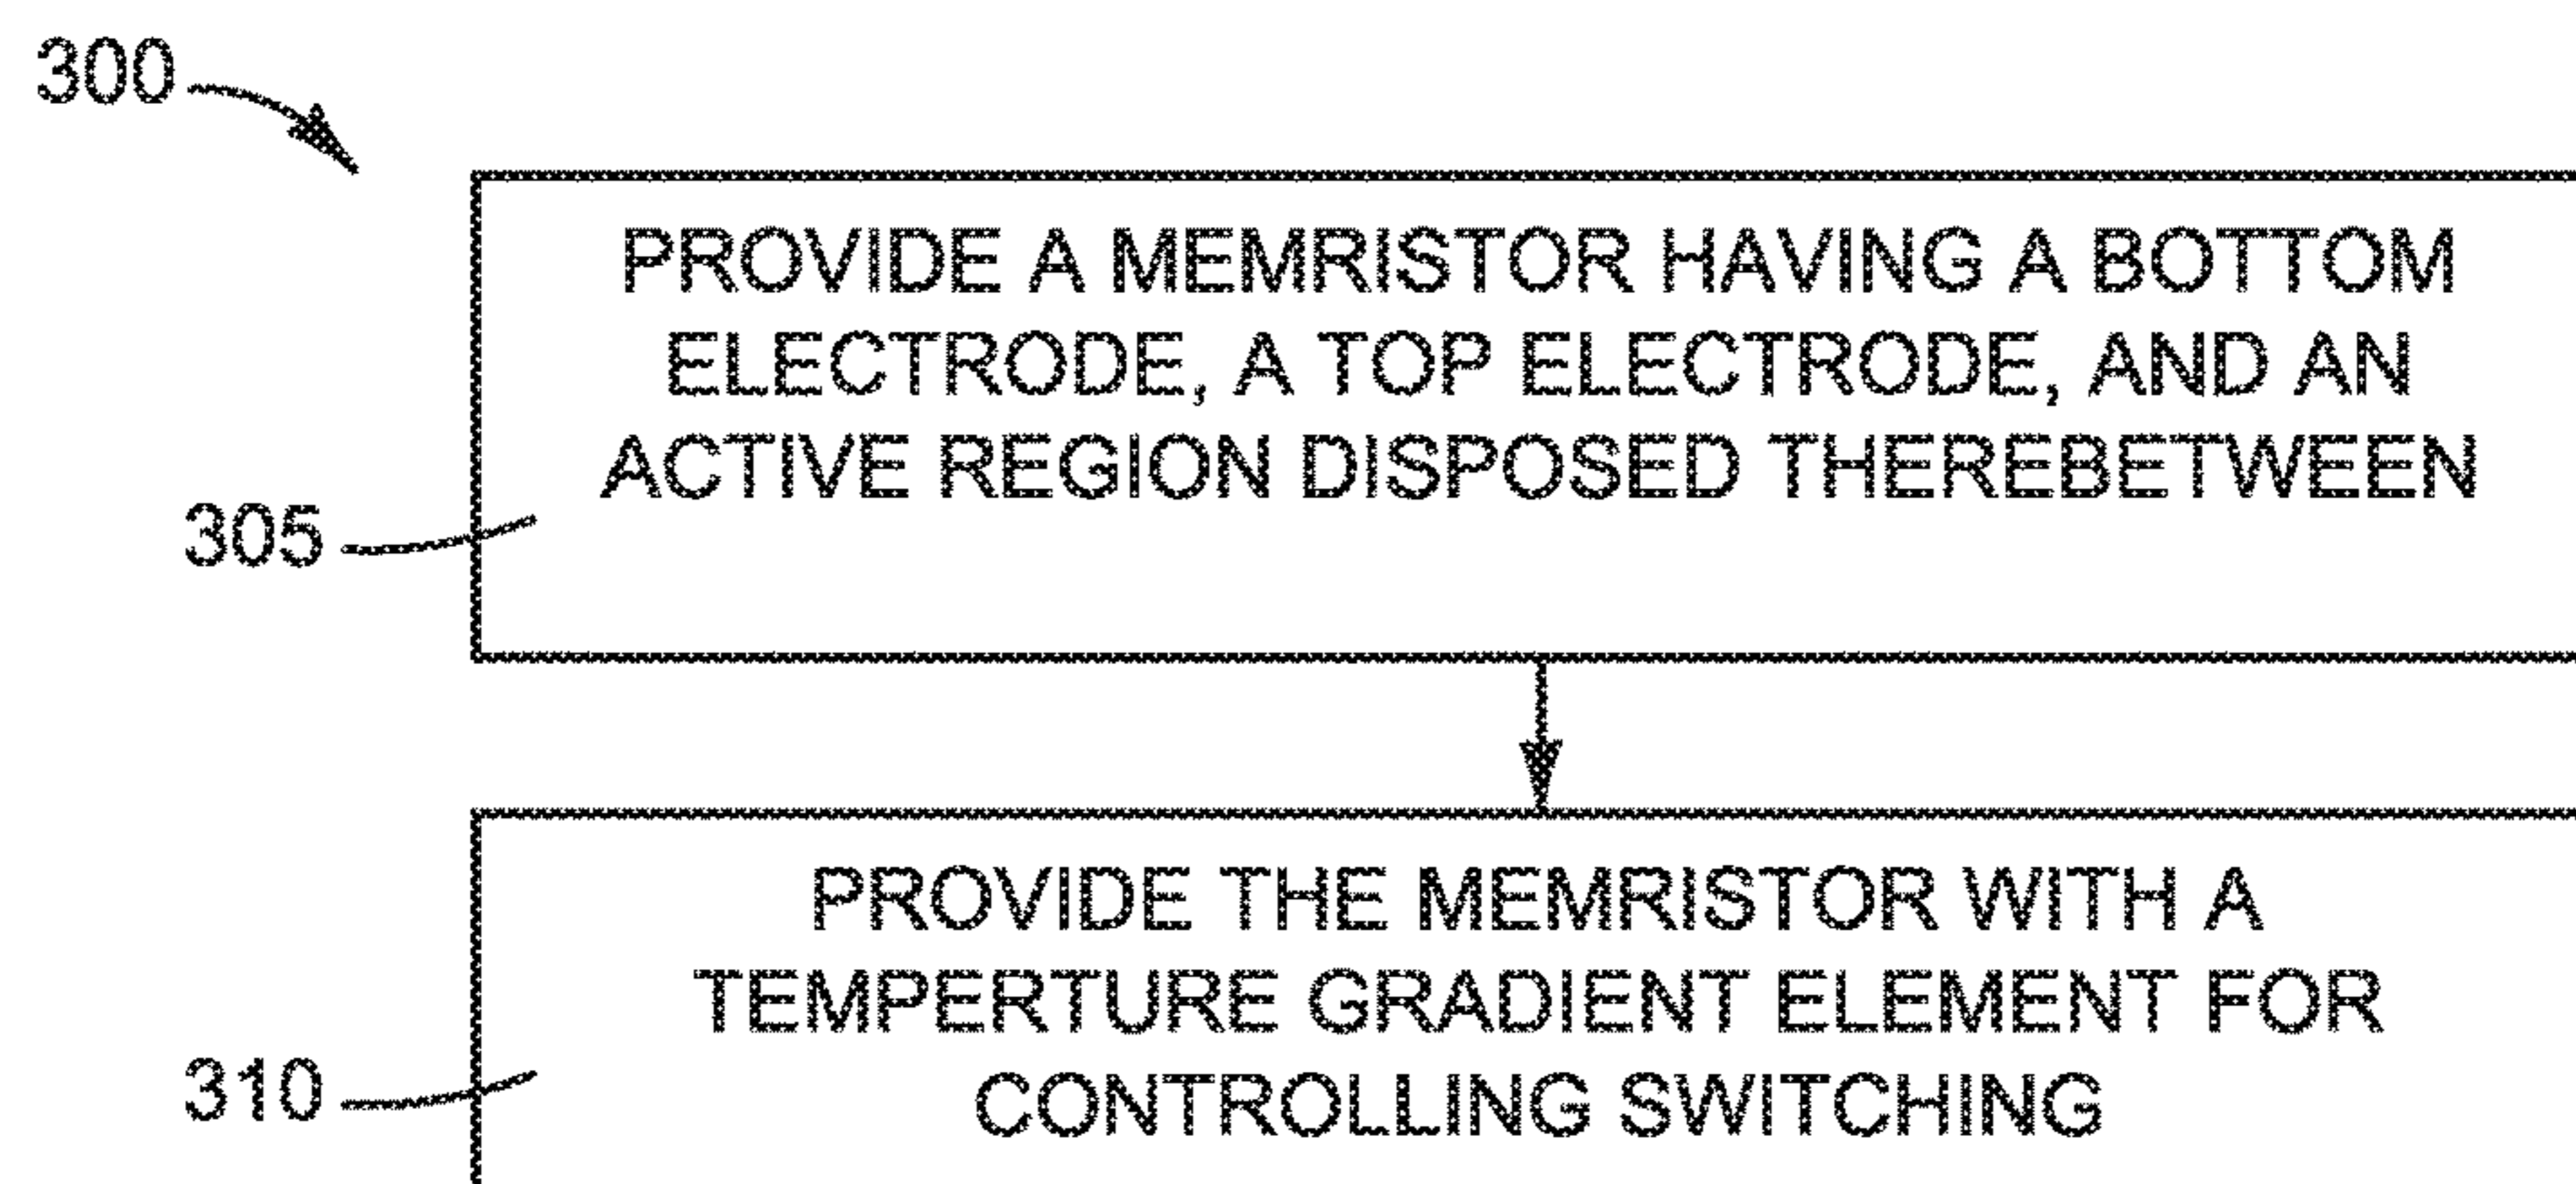 300
PROVIDE A MEMRISTOR HAVING A BOTTOM
ELECTRODE, A TOP ELECTRODE, AND AN
ACTIVE REGION DISPOSED THEREBETWEEN
305
PROVIDE THE MEMRISTOR WITH A
TEMPERTURE GRADIENT ELEMENT FOR
CONTROLLING SWITCHING
310